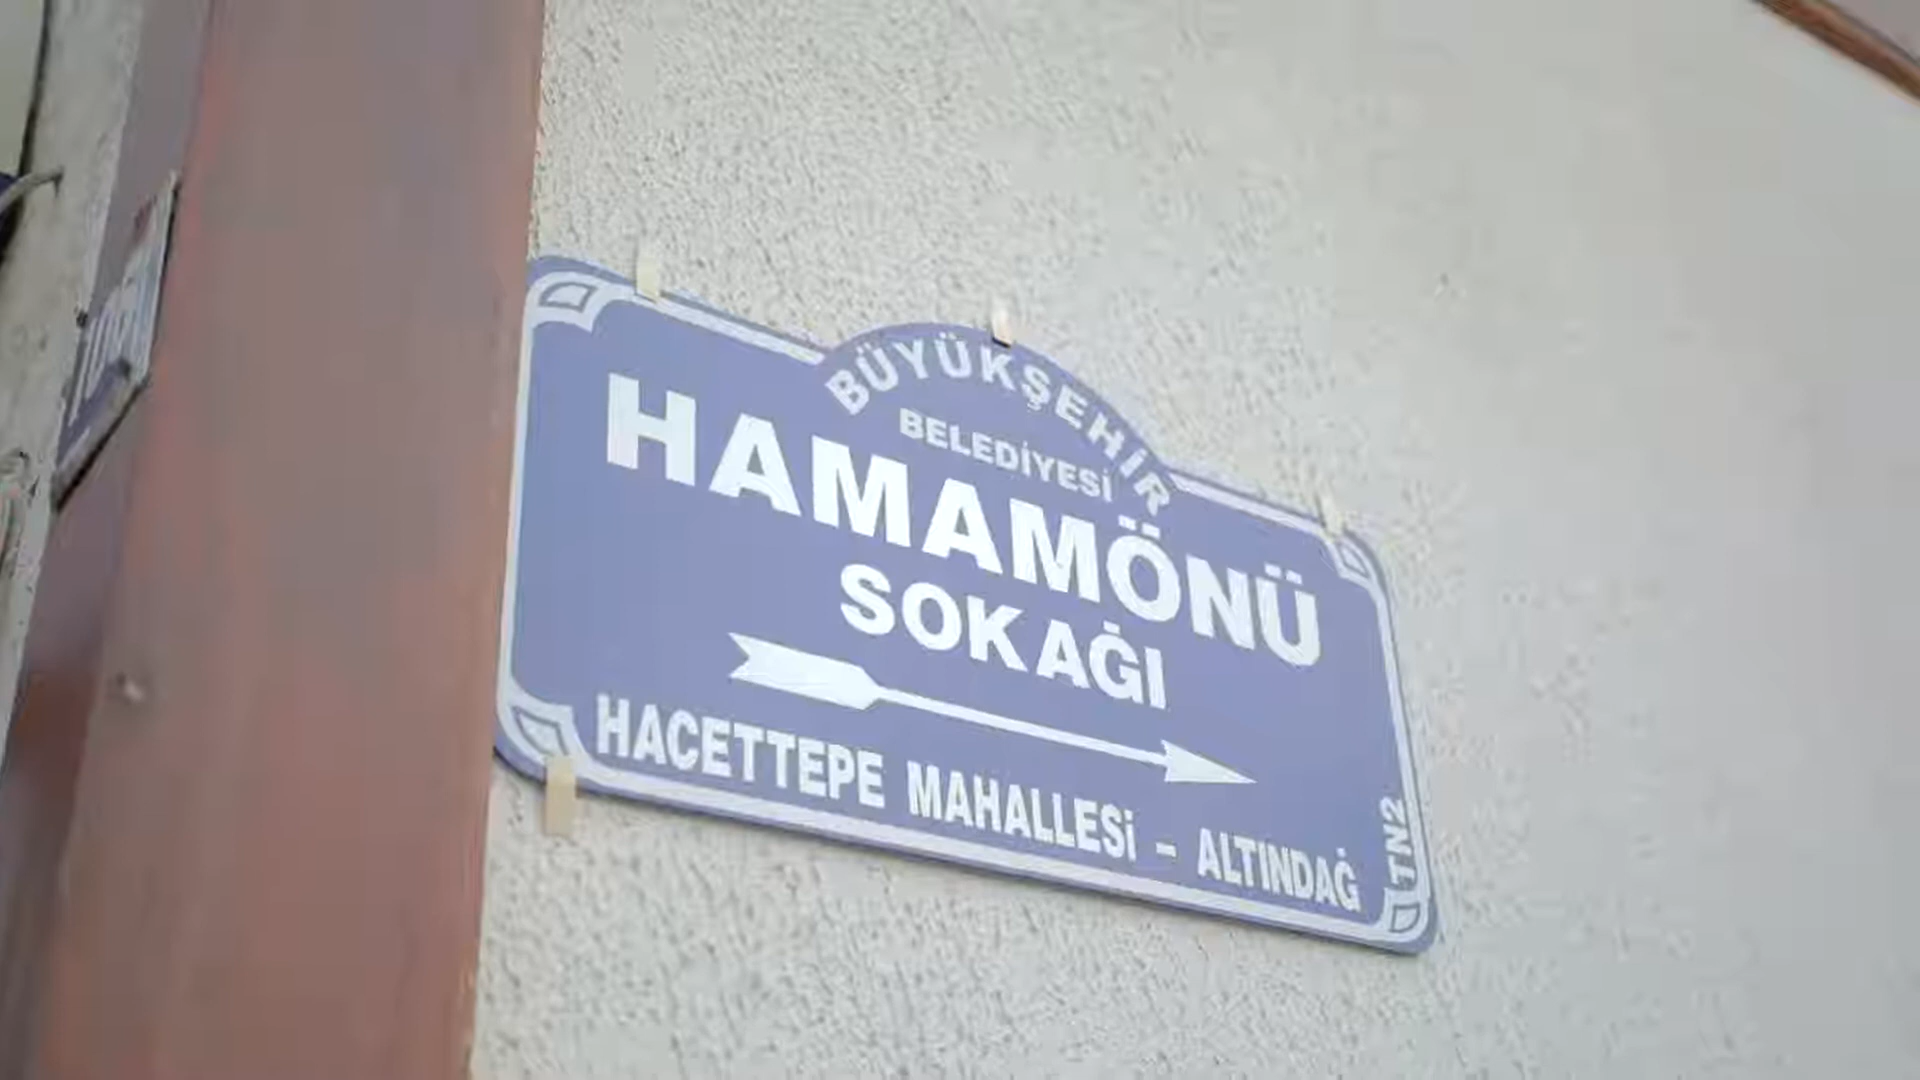 BÜYÜKŞEHİR
BELEDİYESİ
HAMAMÖNÜ
SOKAĞI
HACETTEPE MAHALLESİ - ALTINDAĞ
TN2